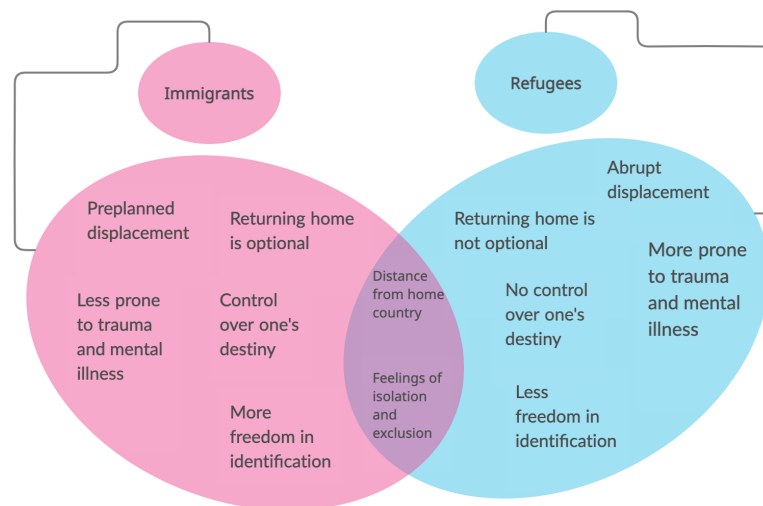 Immigrants
Refugees
Preplanned
displacement
Returning home
is optional
Less prone
to trauma
and mental
illness
Control
over one's
destiny
More
freedom in
identification
Distance
from home
country
Feelings of
isolation
and
exclusion
Abrupt
displacement
Returning home is
not optional
More prone
to trauma
and mental
illness
No control
over one's
destiny
Less
freedom in
identification